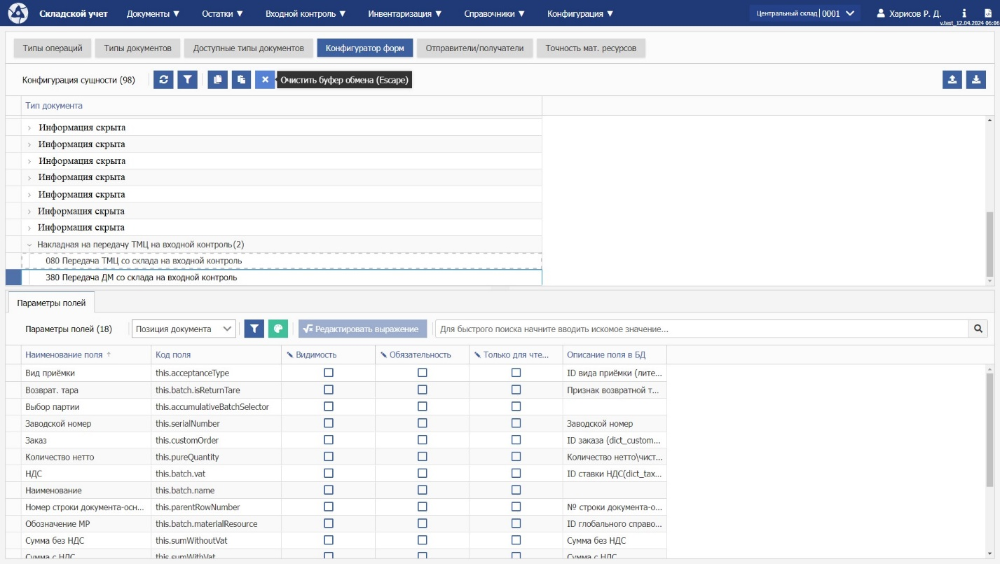 Складской учет Документы ▼ Остатки ▼ Входной контроль ▼ Инвентаризация ▼ Справочники ▼ Конфигурация ▼ Центральный склад | 0001 Харисов Р. Д.
v.test_12.04.2024 06:06
Типы операций Типы документов Доступные типы документов Конфигуратор форм Отправители/получатели Точность мат. ресурсов
Конфигурация сущности (98) Очистить буфер обмена (Escape)
Тип документа
Информация скрыта
Информация скрыта
Информация скрыта
Информация скрыта
Информация скрыта
Информация скрыта
Информация скрыта
Накладная на передачу ТМЦ на входной контроль(2)
080 Передача ТМЦ со склада на входной контроль
380 Передача ДМ со склада на входной контроль
Параметры полей
Параметры полей (18) Позиция документа Редактировать выражение Для быстрого поиска начните вводить искомое значение...
Наименование поля ↑ Код поля Видимость Обязательность Только для чте... Описание поля в БД
Вид приёмки this.acceptanceType ID вида приёмки (лите...
Возврат. тара this.batch.isReturnTare Признак возвратной т...
Выбор партии this.accumulativeBatchSelector
Заводской номер this.serialNumber Заводской номер
Заказ this.customOrder ID заказа (dict_custom...
Количество нетто this.pureQuantity Количество нетто\чист...
НДС this.batch.vat ID ставки НДС(dict_tax...
Наименование this.batch.name
Номер строки документа-осн... this.parentRowNumber № строки документа-о...
Обозначение МР this.batch.materialResource ID глобального справо...
Сумма без НДС this.sumWithoutVat Сумма без НДС
Сумма с НДС this.sumWithVat Сумма с НДС